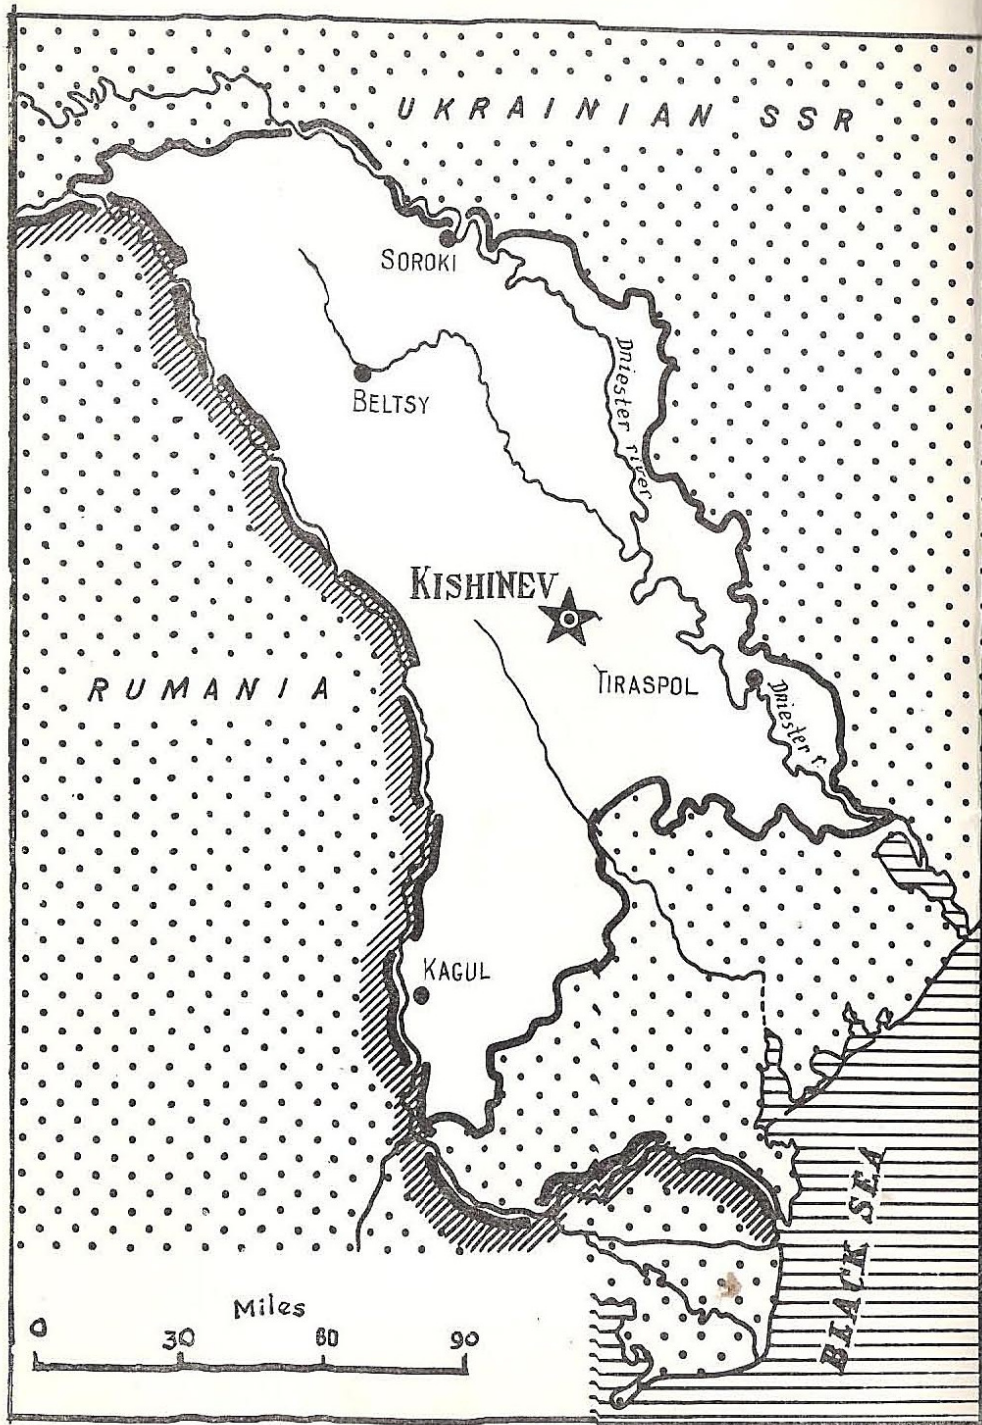 UKRAINIAN SSR
SOROKI
Dniester river
BELTSY
KISHINEV
TIRASPOL
Dniester r.
RUMANIA
KAGUL
BLACK SEA
Miles
0 30 60 90